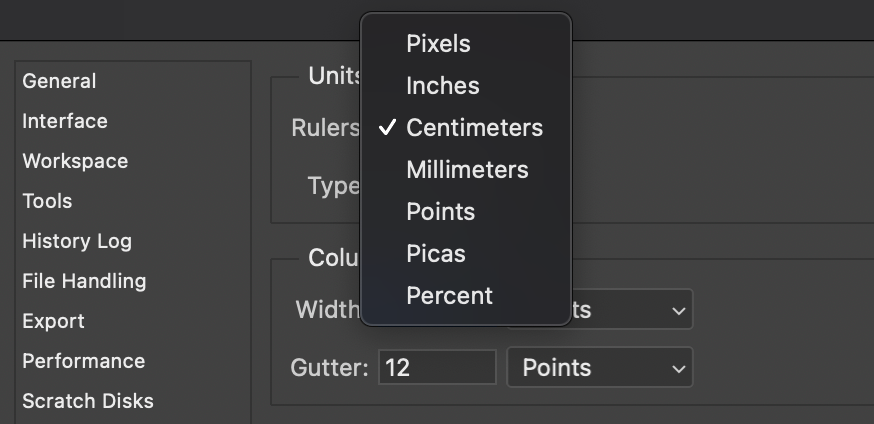 General
Interface
Workspace
Tools
History Log
File Handling
Export
Performance
Scratch Disks
Units
Rulers
Type
Pixels
Inches
✓ Centimeters
Millimeters
Points
Picas
Percent
Colu
Width
ts
Gutter: 12 Points